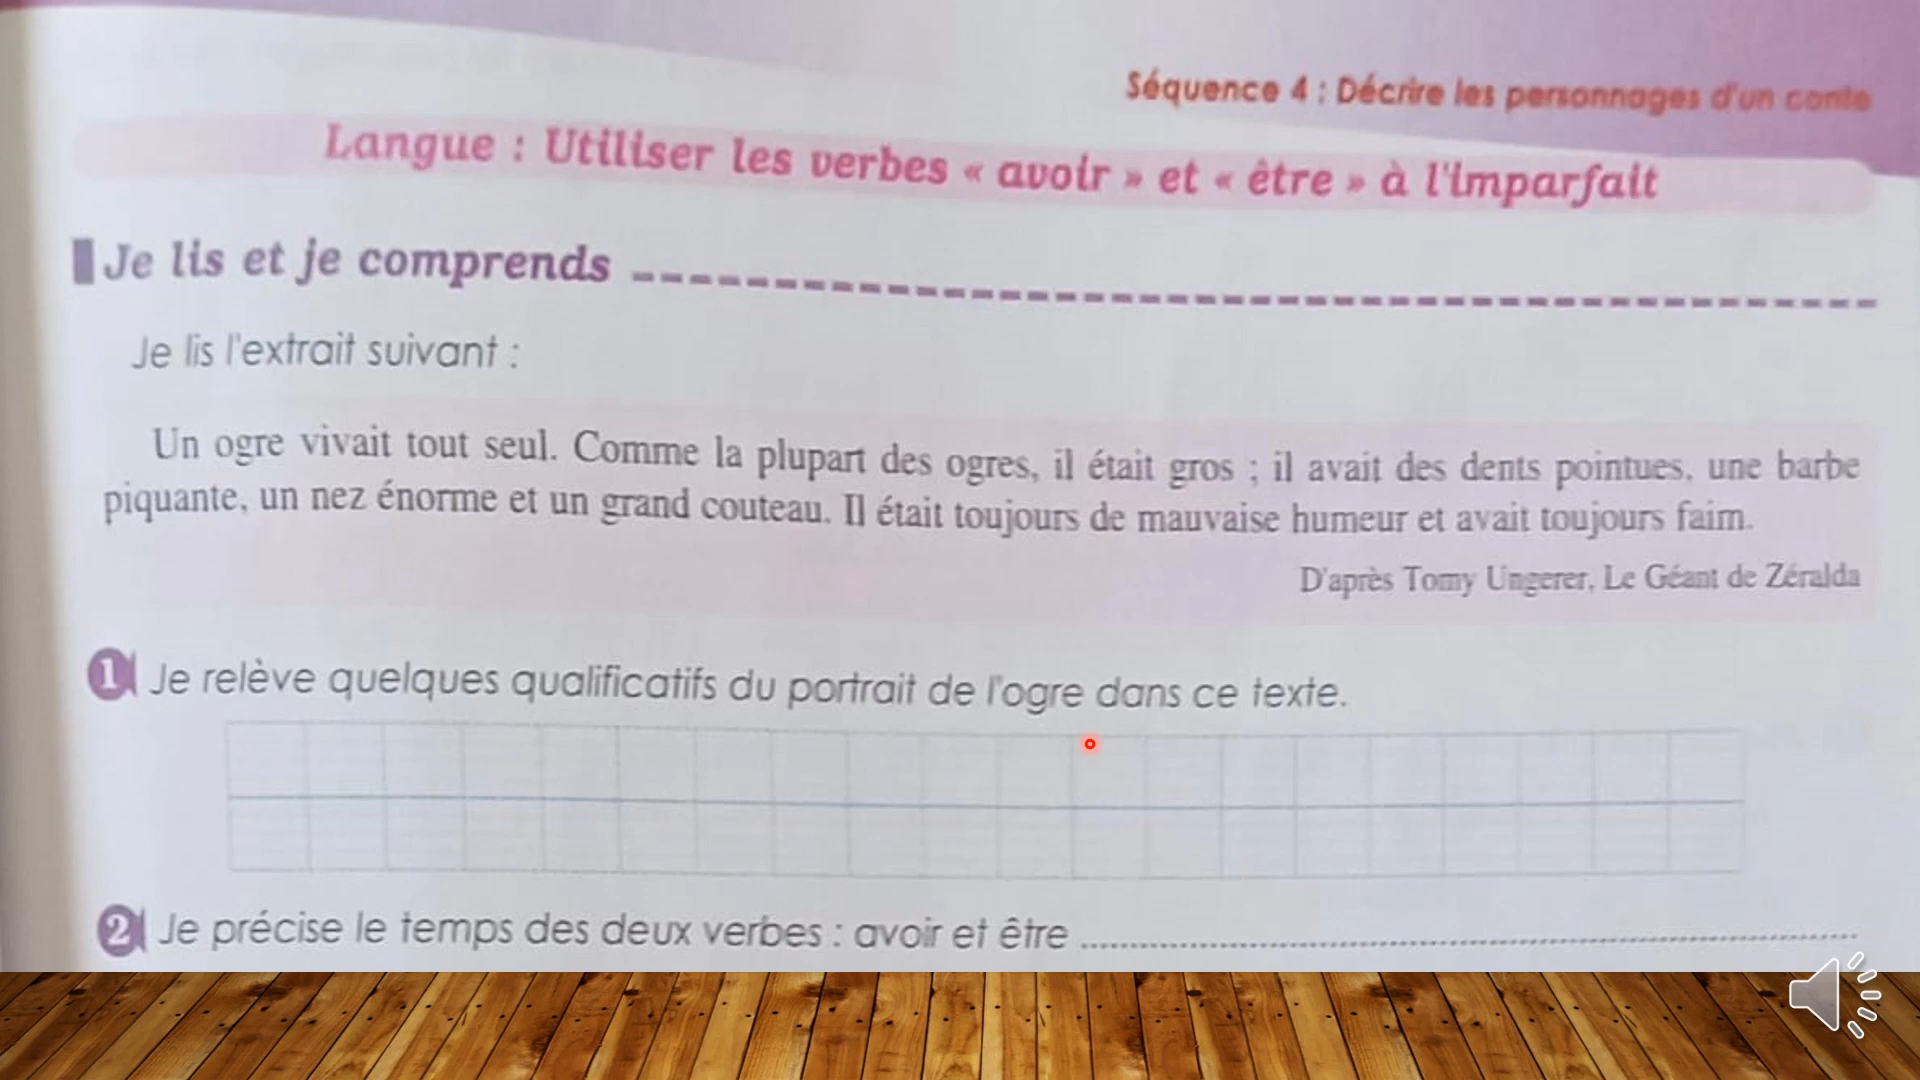 Séquence 4 : Décrire les personnages d'un conte
Langue : Utiliser les verbes « avoir » et « être » à l'imparfait
Je lis et je comprends
Je lis l'extrait suivant :
Un ogre vivait tout seul. Comme la plupart des ogres, il était gros ; il avait des dents pointues, une barbe
piquante, un nez énorme et un grand couteau. Il était toujours de mauvaise humeur et avait toujours faim.
D'après Tomy Ungerer, Le Géant de Zéralda
1 Je relève quelques qualificatifs du portrait de l'ogre dans ce texte.
2 Je précise le temps des deux verbes : avoir et être